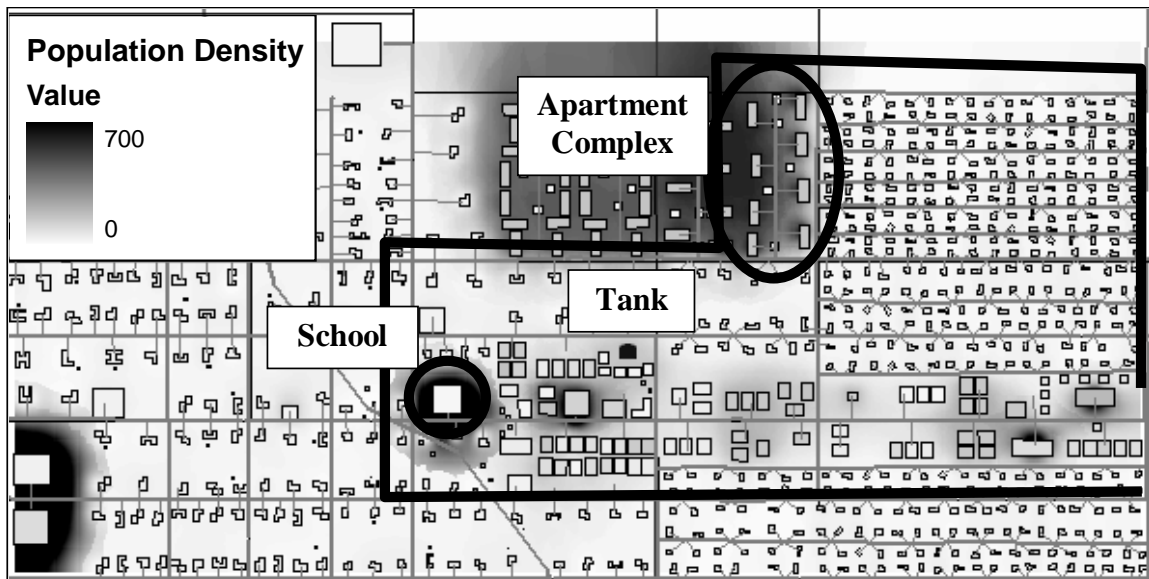 Population Density
Value
700
0
Apartment
Complex
Tank
School